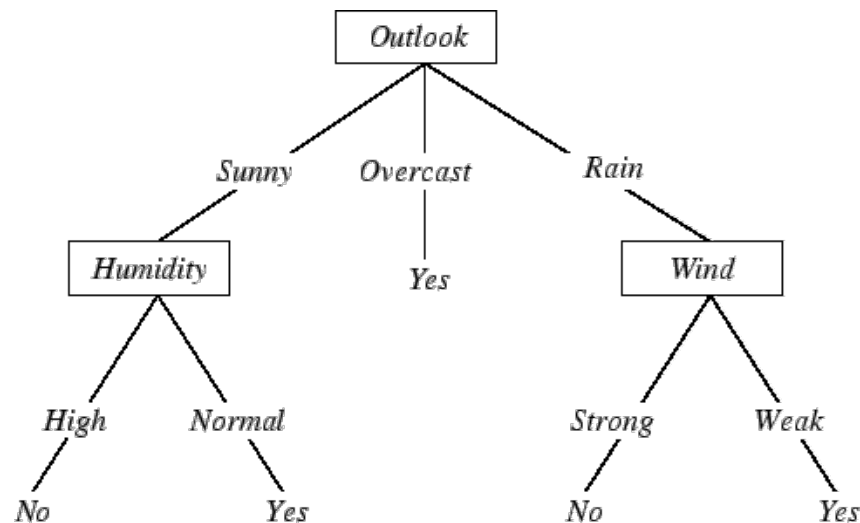 Outlook
Sunny Overcast Rain
Humidity Yes Wind
High Normal Strong Weak
No Yes No Yes